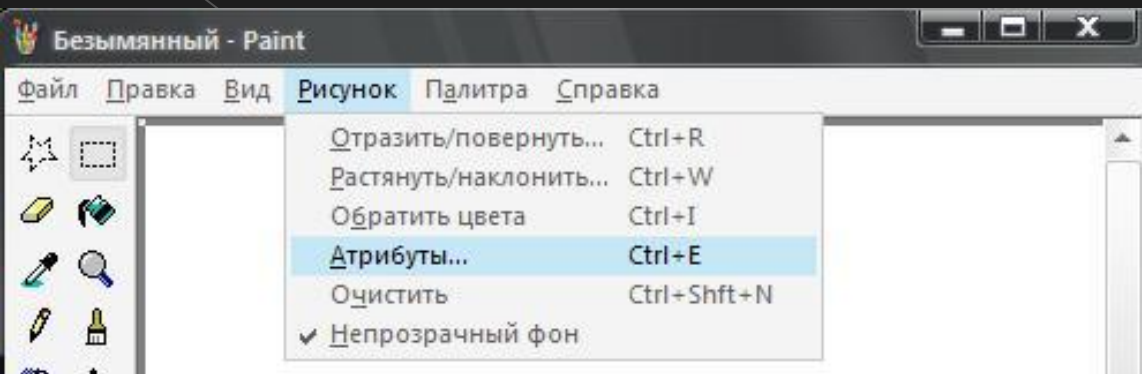 Безымянный - Paint
Файл Правка Вид Рисунок Палитра Справка
Отразить/повернуть... Ctrl+R
Растянуть/наклонить... Ctrl+W
Обратить цвета Ctrl+I
Атрибуты... Ctrl+E
Очистить Ctrl+Shft+N
Непрозрачный фон